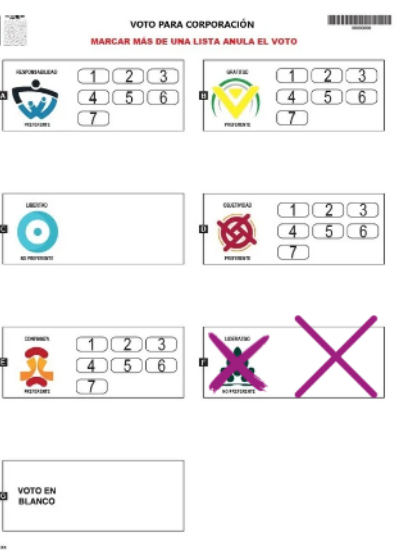 VOTO PARA CORPORACIÓN
MARCAR MÁS DE UNA LISTA ANULA EL VOTO
A
RESPONSABILIDAD
1 2 3
4 5 6
7
PREFERENTE
B
GRATITUD
1 2 3
4 5 6
7
PREFERENTE
C
LIBERTAD
NO PREFERENTE
D
OBJETIVIDAD
1 2 3
4 5 6
7
PREFERENTE
E
1 2 3
4 5 6
7
PREFERENTE
F
LIDERAZGO
NO PREFERENTE
G
VOTO EN
BLANCO